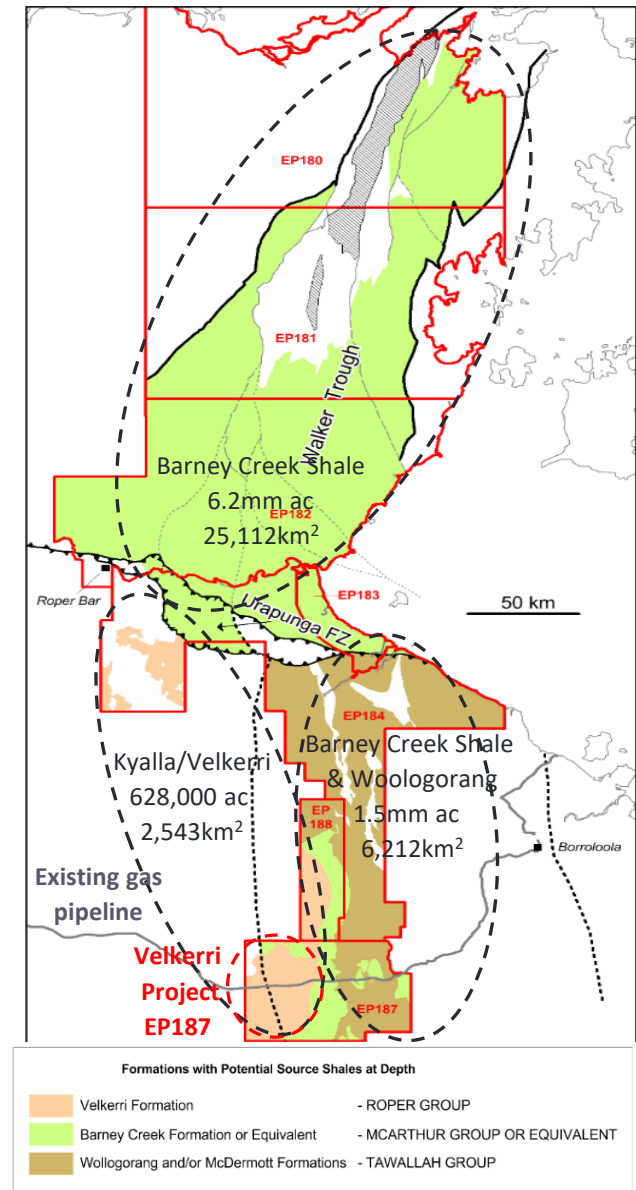 EP180
EP181
Walker Trough
Barney Creek Shale
6.2mm ac
EP182
25,112km²
Roper Bar
EP183
Urapunga FZ
50 km
EP184
Kyalla/Velkerri
628,000 ac
2,543km²
Barney Creek Shale
& Woologorang
1.5mm ac
6,212km²
EP
188
Borroloola
Existing gas
pipeline
Velkerri
Project
EP187
EP187
Formations with Potential Source Shales at Depth
Velkerri Formation - ROPER GROUP
Barney Creek Formation or Equivalent - MCARTHUR GROUP OR EQUIVALENT
Wollogorang and/or McDermott Formations - TAWALLAH GROUP